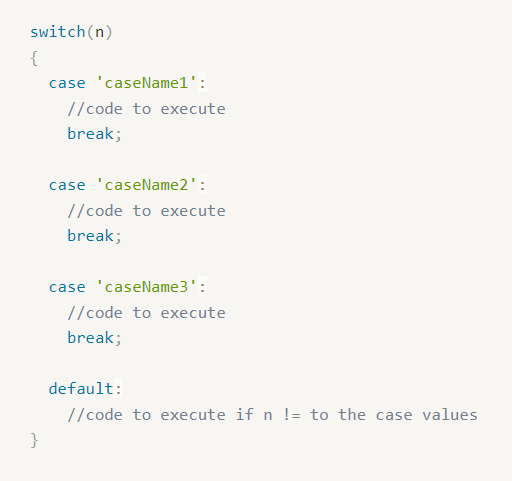 switch(n)
{
case 'caseName1':
//code to execute
break;
case 'caseName2':
//code to execute
break;
case 'caseName3':
//code to execute
break;
default:
//code to execute if n != to the case values
}